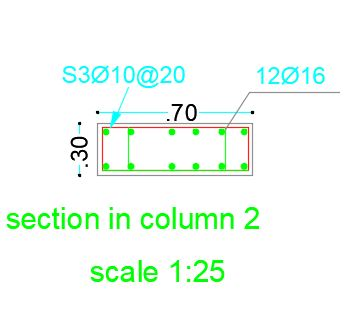 S3Ø10@20 12Ø16
.70
.30
section in column 2
scale 1:25